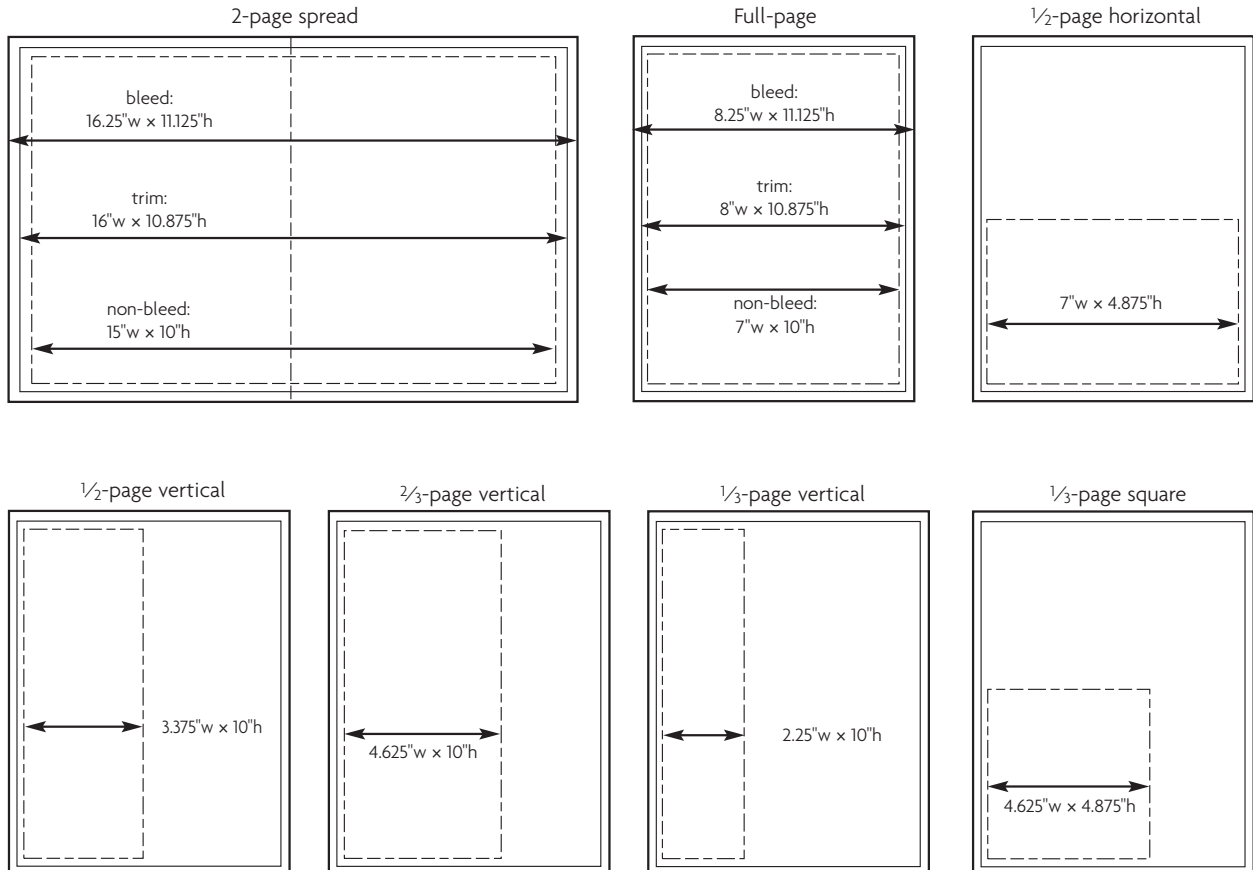 2-page spread
bleed:
16.25"w × 11.125"h
trim:
16"w × 10.875"h
non-bleed:
15"w × 10"h
Full-page
bleed:
8.25"w × 11.125"h
trim:
8"w × 10.875"h
non-bleed:
7"w × 10"h
½-page horizontal
7"w × 4.875"h
½-page vertical
3.375"w × 10"h
⅔-page vertical
4.625"w × 10"h
⅓-page vertical
2.25"w × 10"h
⅓-page square
4.625"w × 4.875"h